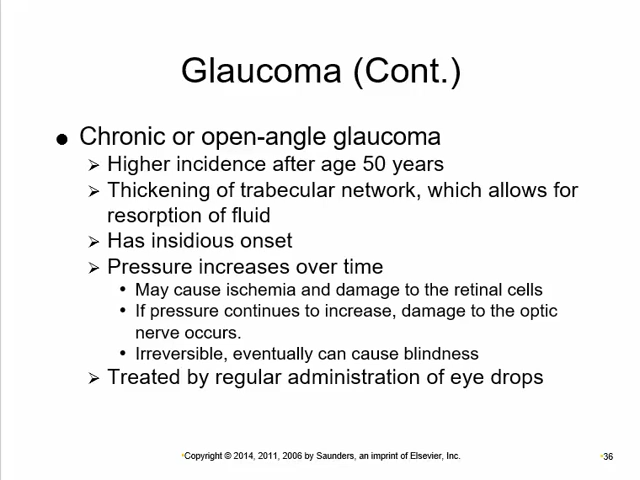 Glaucoma (Cont.)
● Chronic or open-angle glaucoma
➢ Higher incidence after age 50 years
➢ Thickening of trabecular network, which allows for
resorption of fluid
➢ Has insidious onset
➢ Pressure increases over time
• May cause ischemia and damage to the retinal cells
• If pressure continues to increase, damage to the optic
nerve occurs.
• Irreversible, eventually can cause blindness
➢ Treated by regular administration of eye drops
•Copyright © 2014, 2011, 2006 by Saunders, an imprint of Elsevier, Inc.
•36